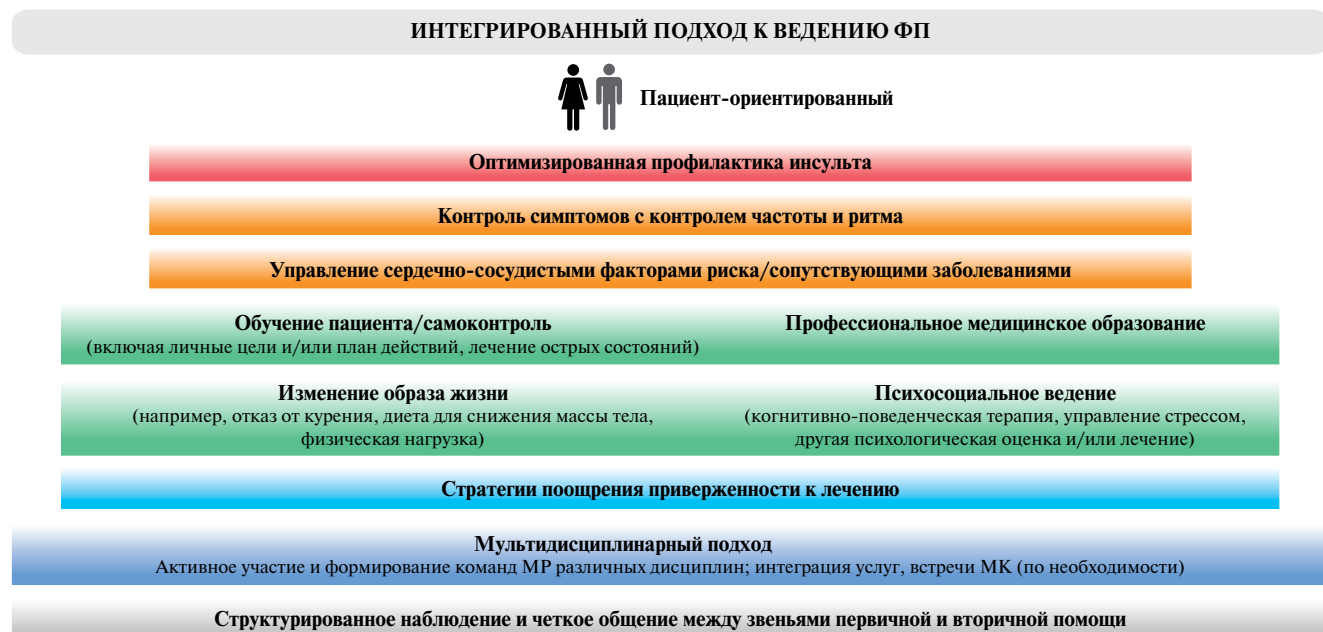 ИНТЕГРИРОВАННЫЙ ПОДХОД К ВЕДЕНИЮ ФП
Пациент-ориентированный
Оптимизированная профилактика инсульта
Контроль симптомов с контролем частоты и ритма
Управление сердечно-сосудистыми факторами риска/сопутствующими заболеваниями
Обучение пациента/самоконтроль
(включая личные цели и/или план действий, лечение острых состояний)
Профессиональное медицинское образование
Изменение образа жизни
(например, отказ от курения, диета для снижения массы тела,
физическая нагрузка)
Психосоциальное ведение
(когнитивно-поведенческая терапия, управление стрессом,
другая психологическая оценка и/или лечение)
Стратегии поощрения приверженности к лечению
Мультидисциплинарный подход
Активное участие и формирование команд МР различных дисциплин; интеграция услуг, встречи МК (по необходимости)
Структурированное наблюдение и четкое общение между звеньями первичной и вторичной помощи